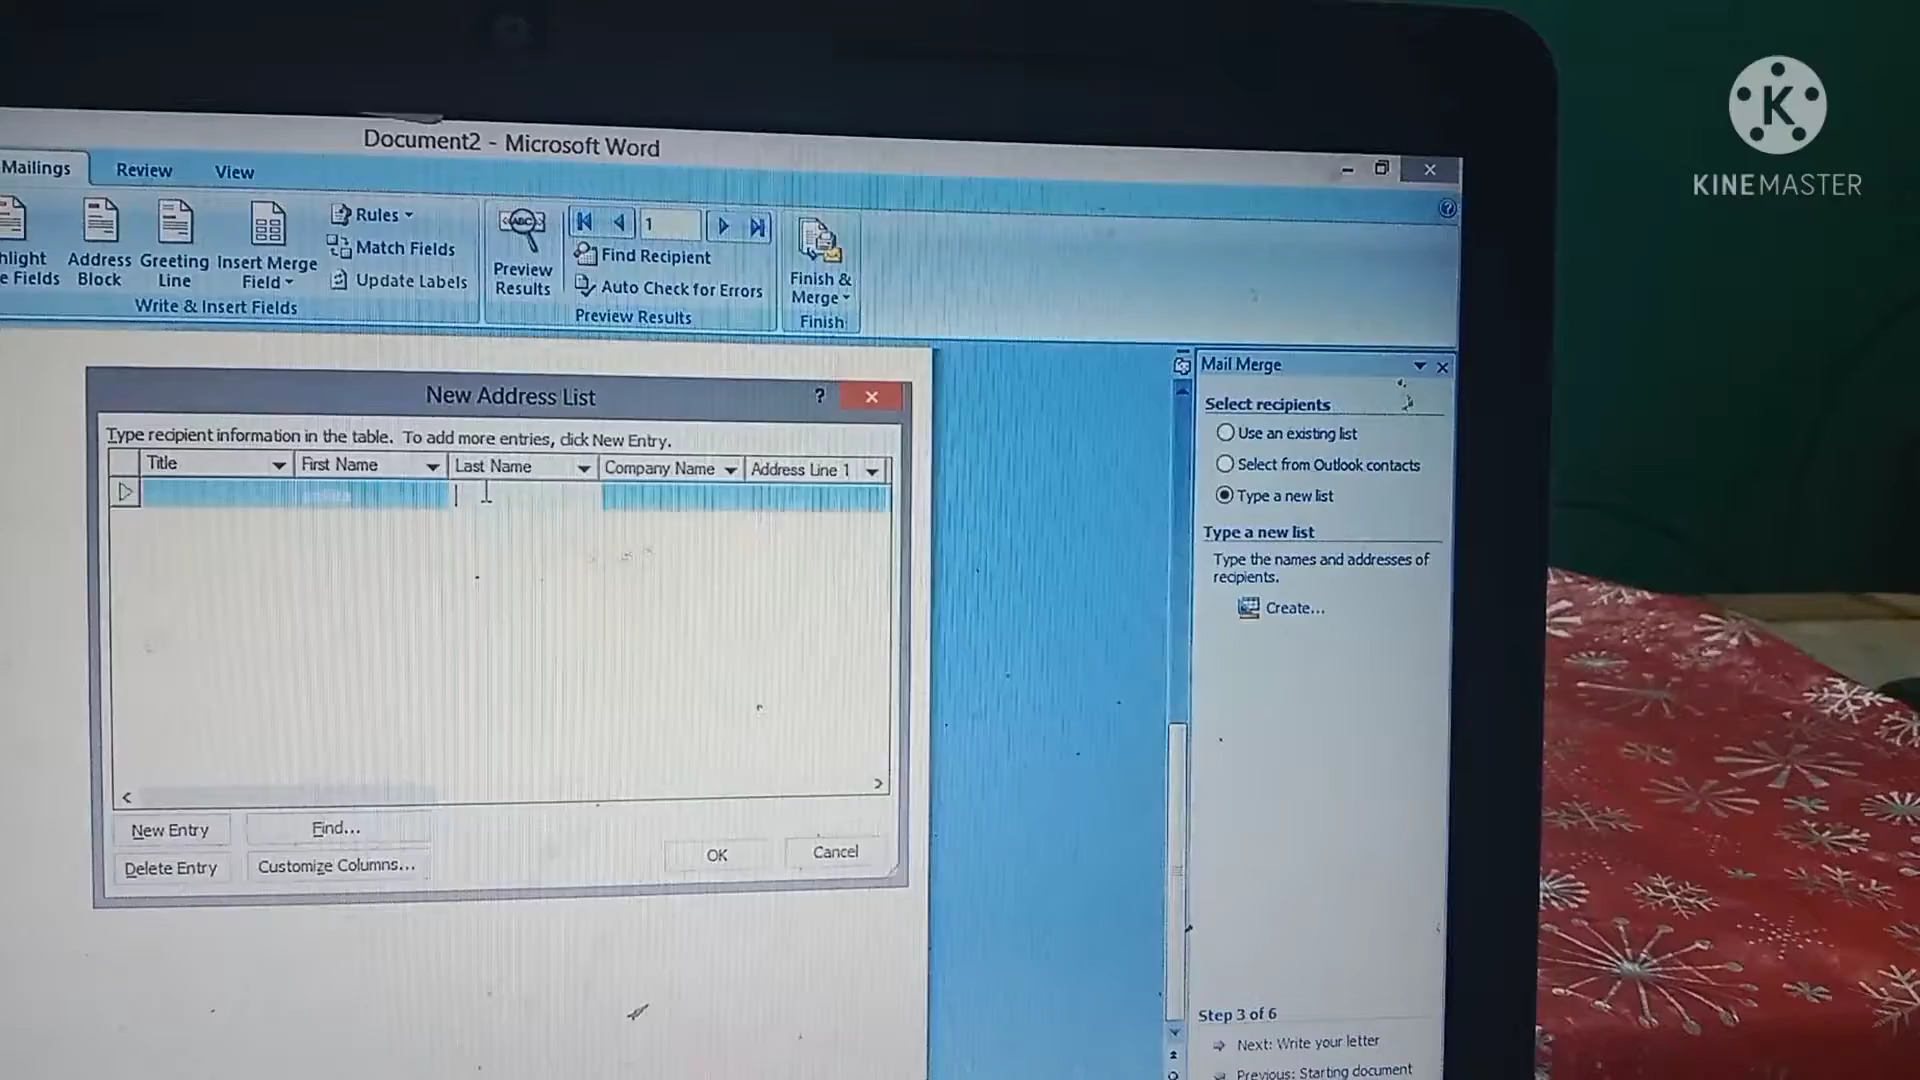 K
KINEMASTER
Document2 - Microsoft Word
Mailings Review View
Rules
Match Fields
Update Labels
Address Block
Greeting Line
Insert Merge Field
e Fields
Write & Insert Fields
ABC
Preview Results
1
Find Recipient
Auto Check for Errors
Preview Results
Finish & Merge
Finish
New Address List
?
Type recipient information in the table. To add more entries, click New Entry.
Title First Name Last Name Company Name Address Line 1
New Entry Find...
Delete Entry Customize Columns...
OK Cancel
Mail Merge
Select recipients
Use an existing list
Select from Outlook contacts
Type a new list
Type a new list
Type the names and addresses of
recipients.
Create...
Step 3 of 6
Next: Write your letter
Previous: Starting document